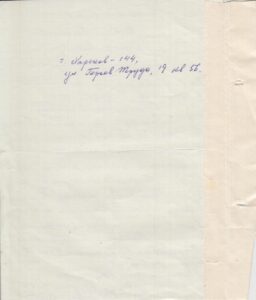 г. Харьков - 144,
ул. Героев Труда, 19 кв 56.